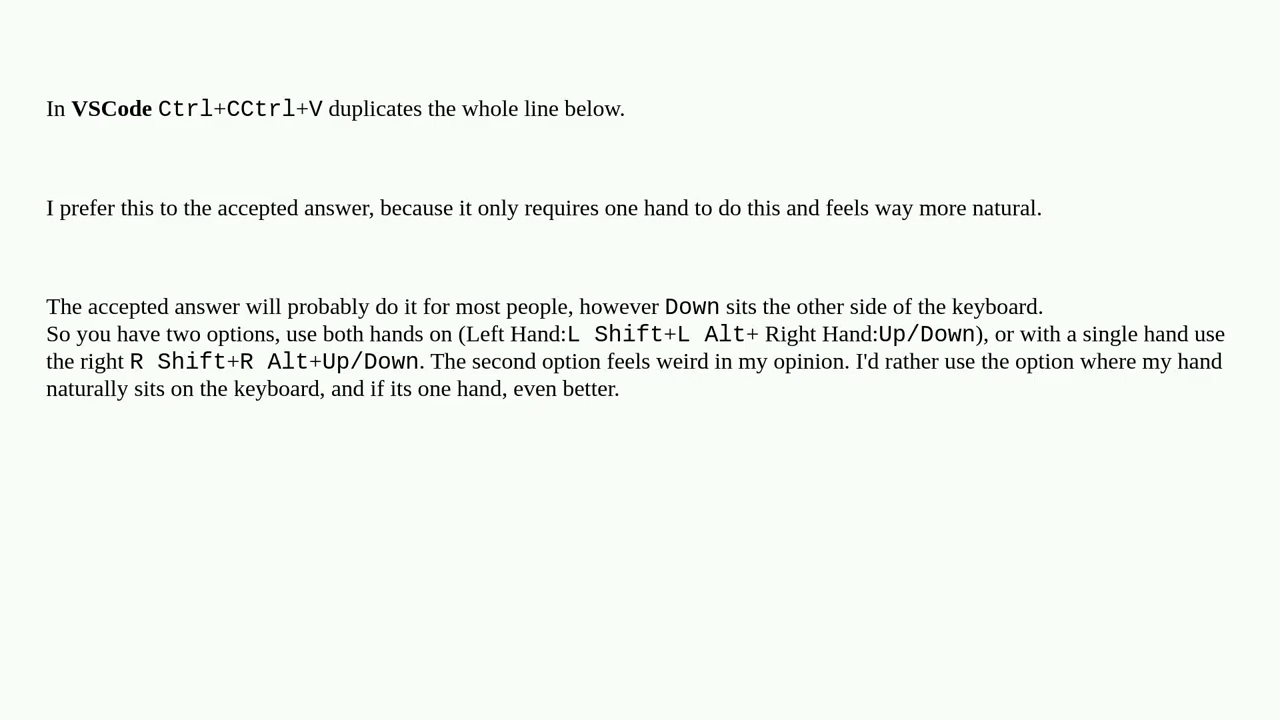 In VSCode Ctrl+CCtrl+V duplicates the whole line below.
I prefer this to the accepted answer, because it only requires one hand to do this and feels way more natural.
The accepted answer will probably do it for most people, however Down sits the other side of the keyboard.
So you have two options, use both hands on (Left Hand:L Shift+L Alt+ Right Hand:Up/Down), or with a single hand use
the right R Shift+R Alt+Up/Down. The second option feels weird in my opinion. I'd rather use the option where my hand
naturally sits on the keyboard, and if its one hand, even better.